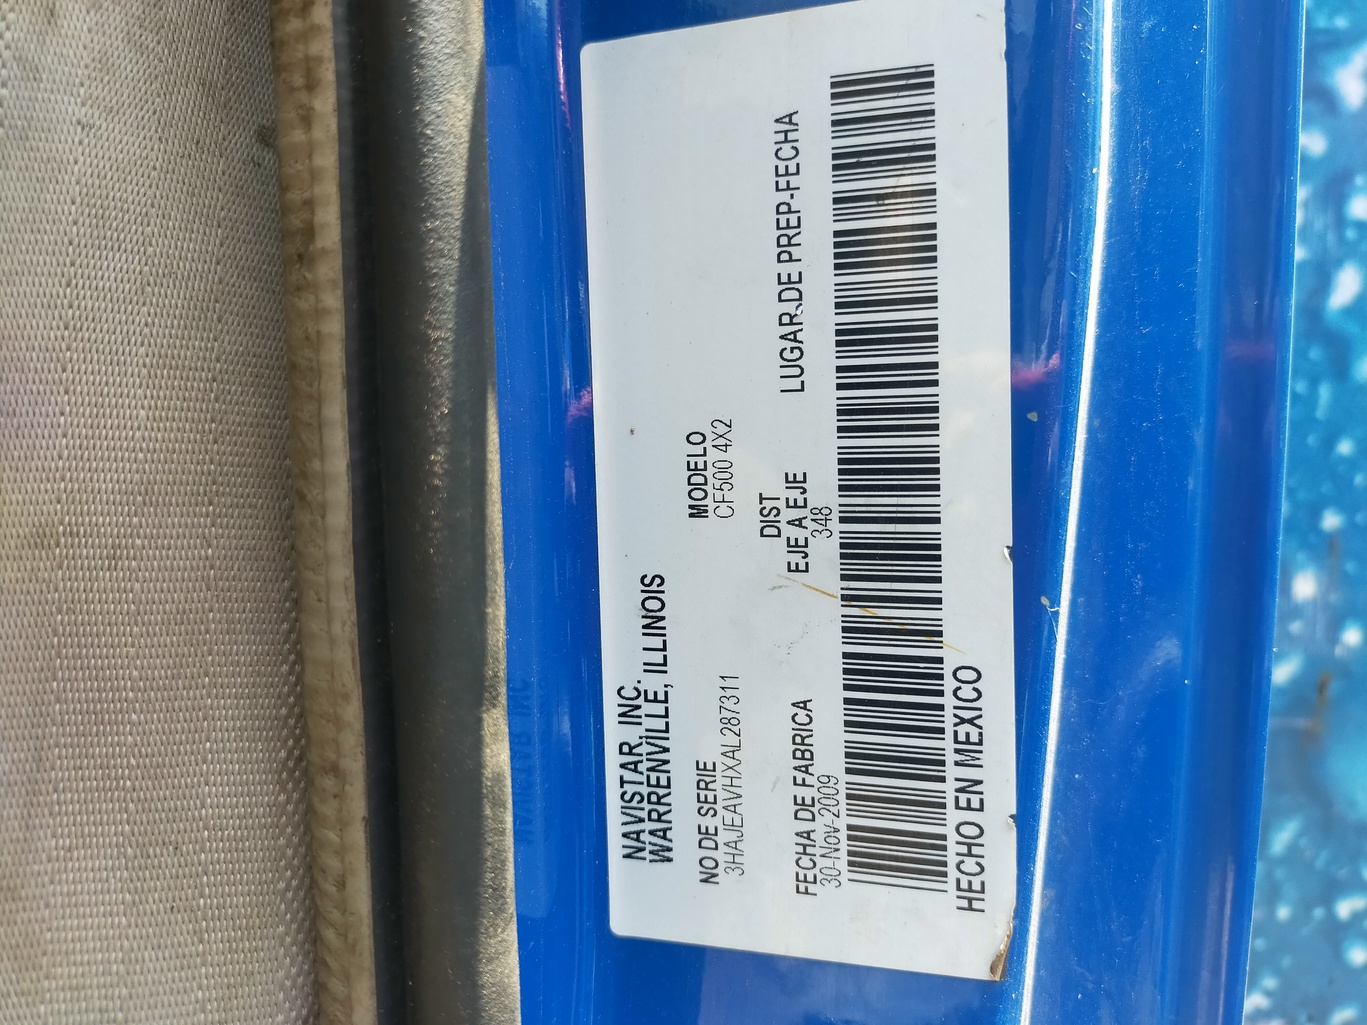 NAVISTAR, INC.
WARRENVILLE, ILLINOIS
NO DE SERIE
3HAJEAVHXAL287311
MODELO
CF500 4X2
FECHA DE FABRICA
30-Nov-2009
DIST
EJE A EJE
348
LUGAR DE PREP-FECHA
HECHO EN MEXICO